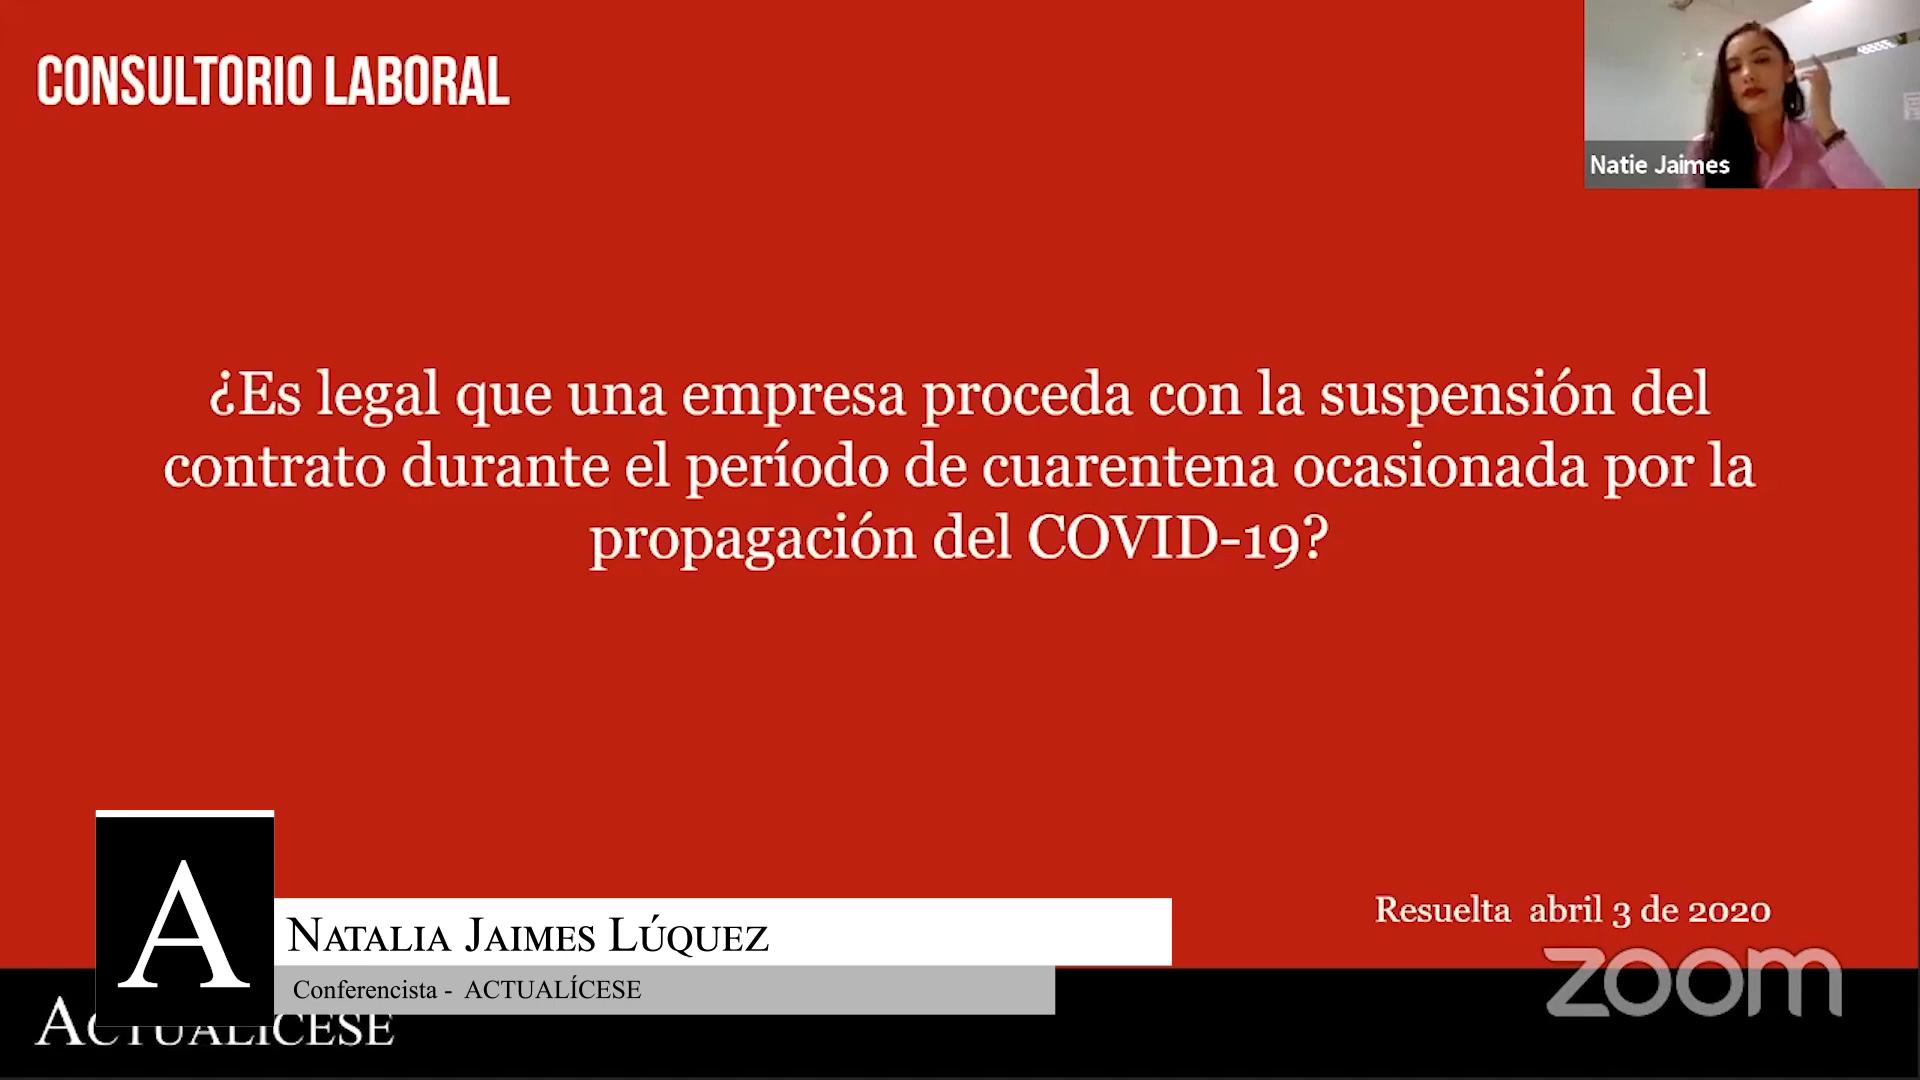 CONSULTORIO LABORAL
Natie Jaimes
¿Es legal que una empresa proceda con la suspensión del
contrato durante el período de cuarentena ocasionada por la
propagación del COVID-19?
Resuelta abril 3 de 2020
A
NATALIA JAIMES LÚQUEZ
Conferencista - ACTUALÍCESE
ACTUALÍCESE
zoom